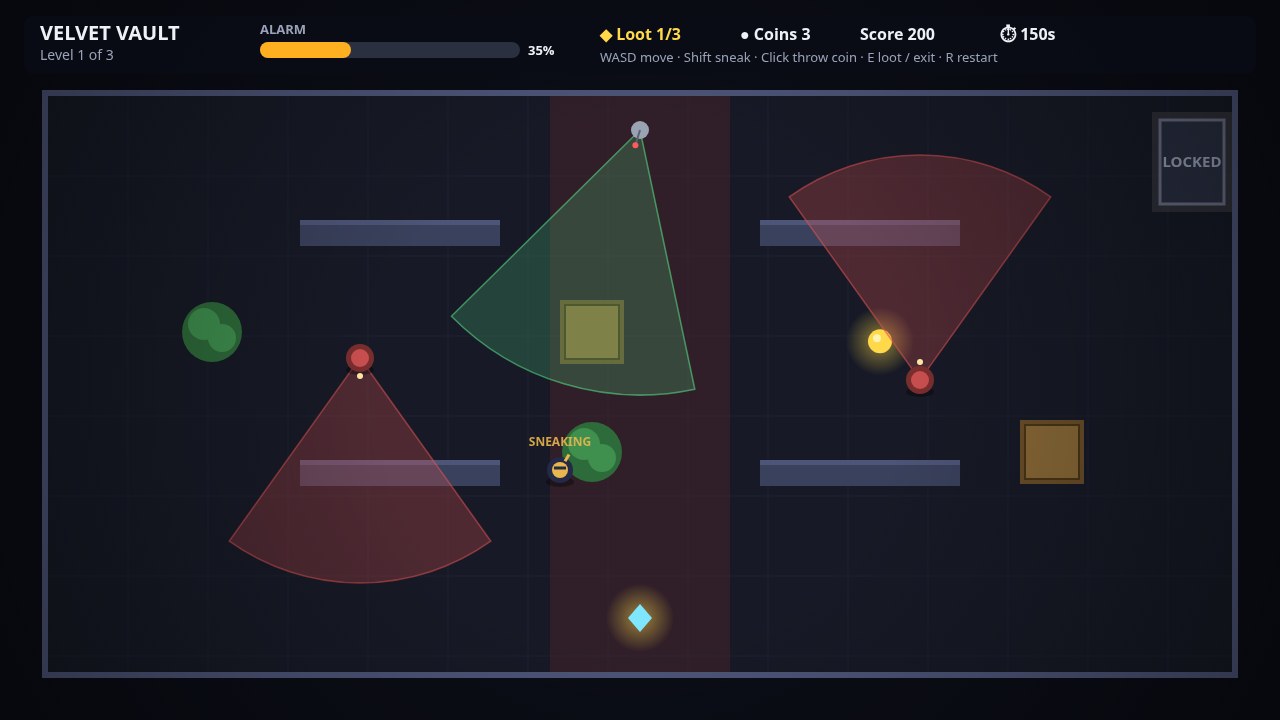 VELVET VAULT
Level 1 of 3
ALARM
35%
◆ Loot 1/3
● Coins 3
Score 200
⏱ 150s
WASD move · Shift sneak · Click throw coin · E loot / exit · R restart
LOCKED
SNEAKING